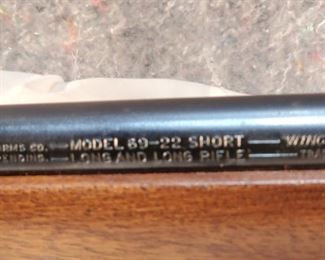 ARMS CO. — MODEL 69-22 SHORT — WINC
LONG AND LONG RIFLE —